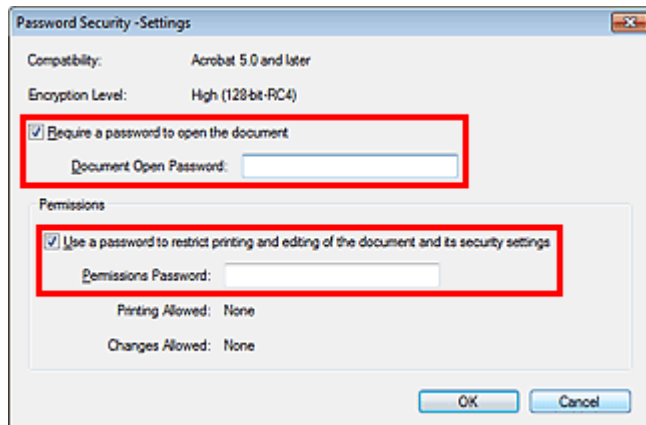 Password Security -Settings
Compatibility: Acrobat 5.0 and later
Encryption Level: High (128-bit-RC4)
Require a password to open the document
Document Open Password:
Permissions
Use a password to restrict printing and editing of the document and its security settings
Permissions Password:
Printing Allowed: None
Changes Allowed: None
OK Cancel